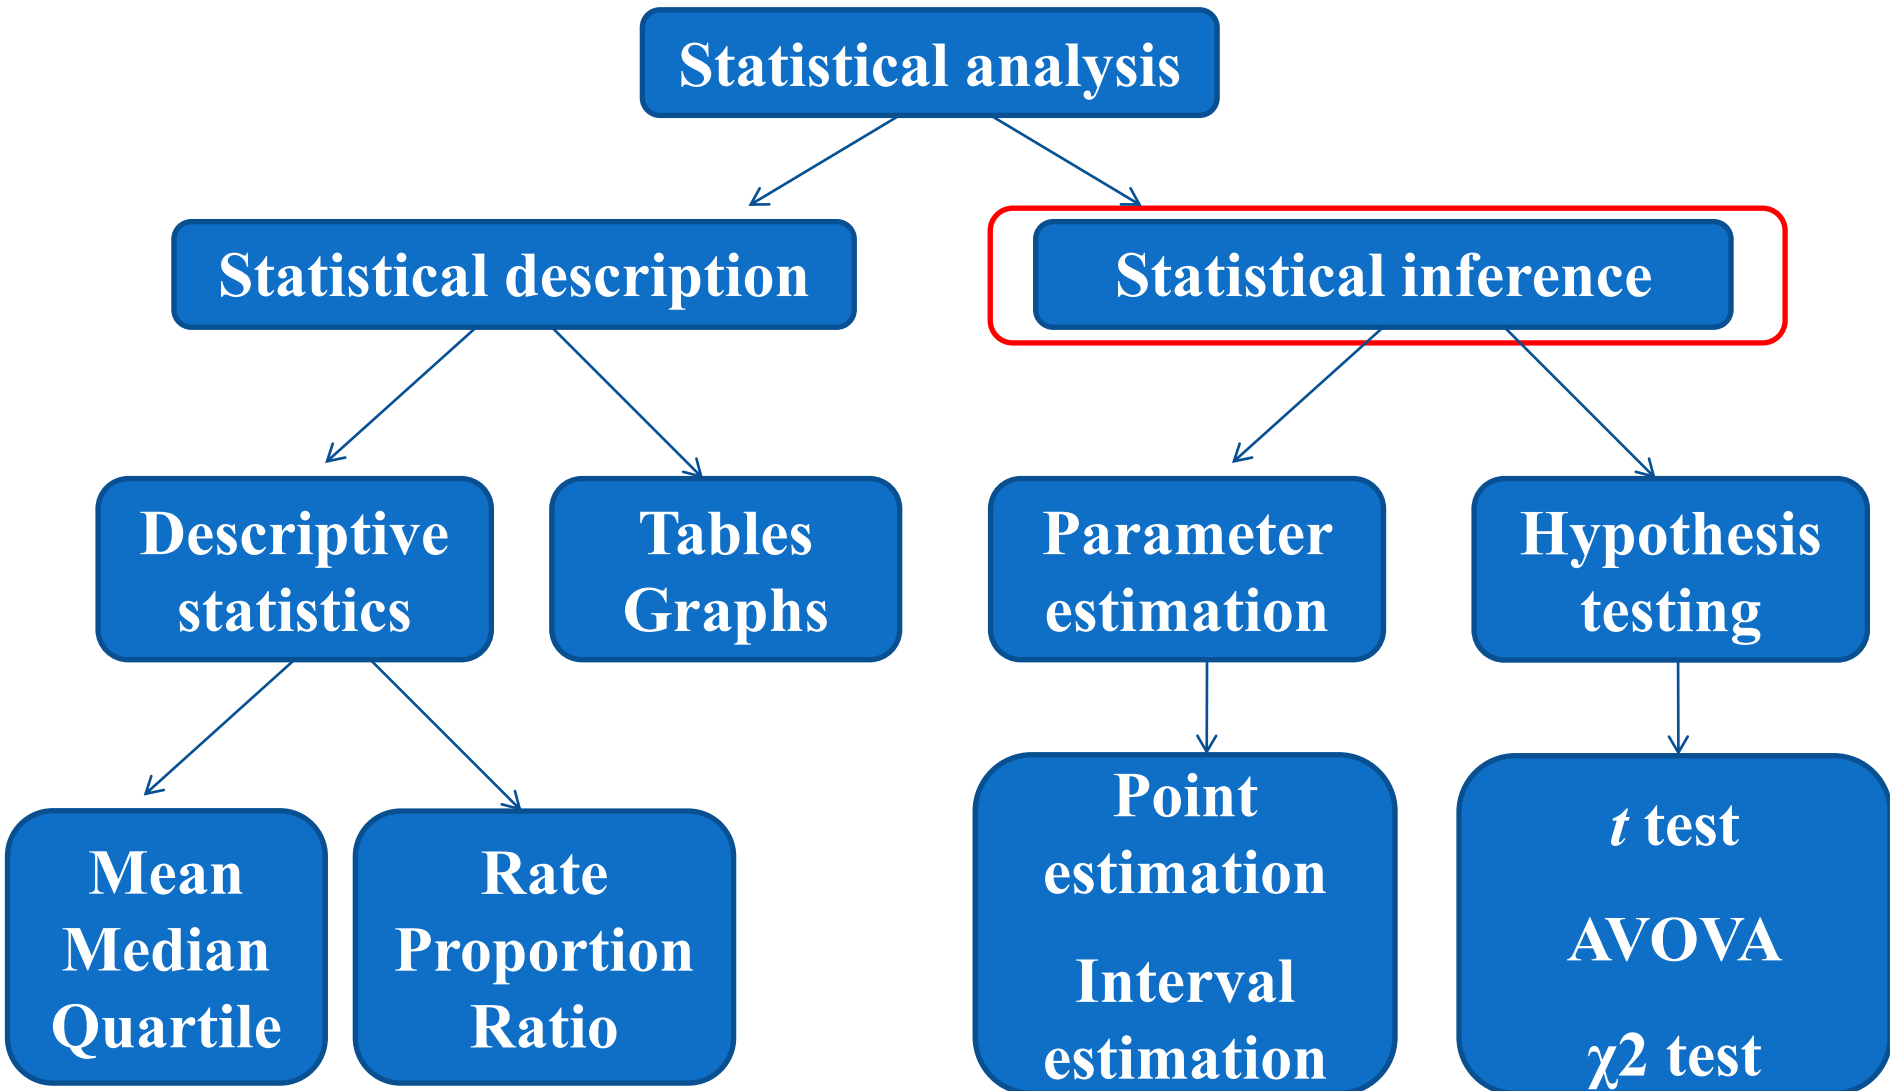 Statistical analysis
Statistical description
Statistical inference
Descriptive
statistics
Tables
Graphs
Parameter
estimation
Hypothesis
testing
Mean
Median
Quartile
Rate
Proportion
Ratio
Point
estimation
Interval
estimation
t test
AVOVA
χ2 test